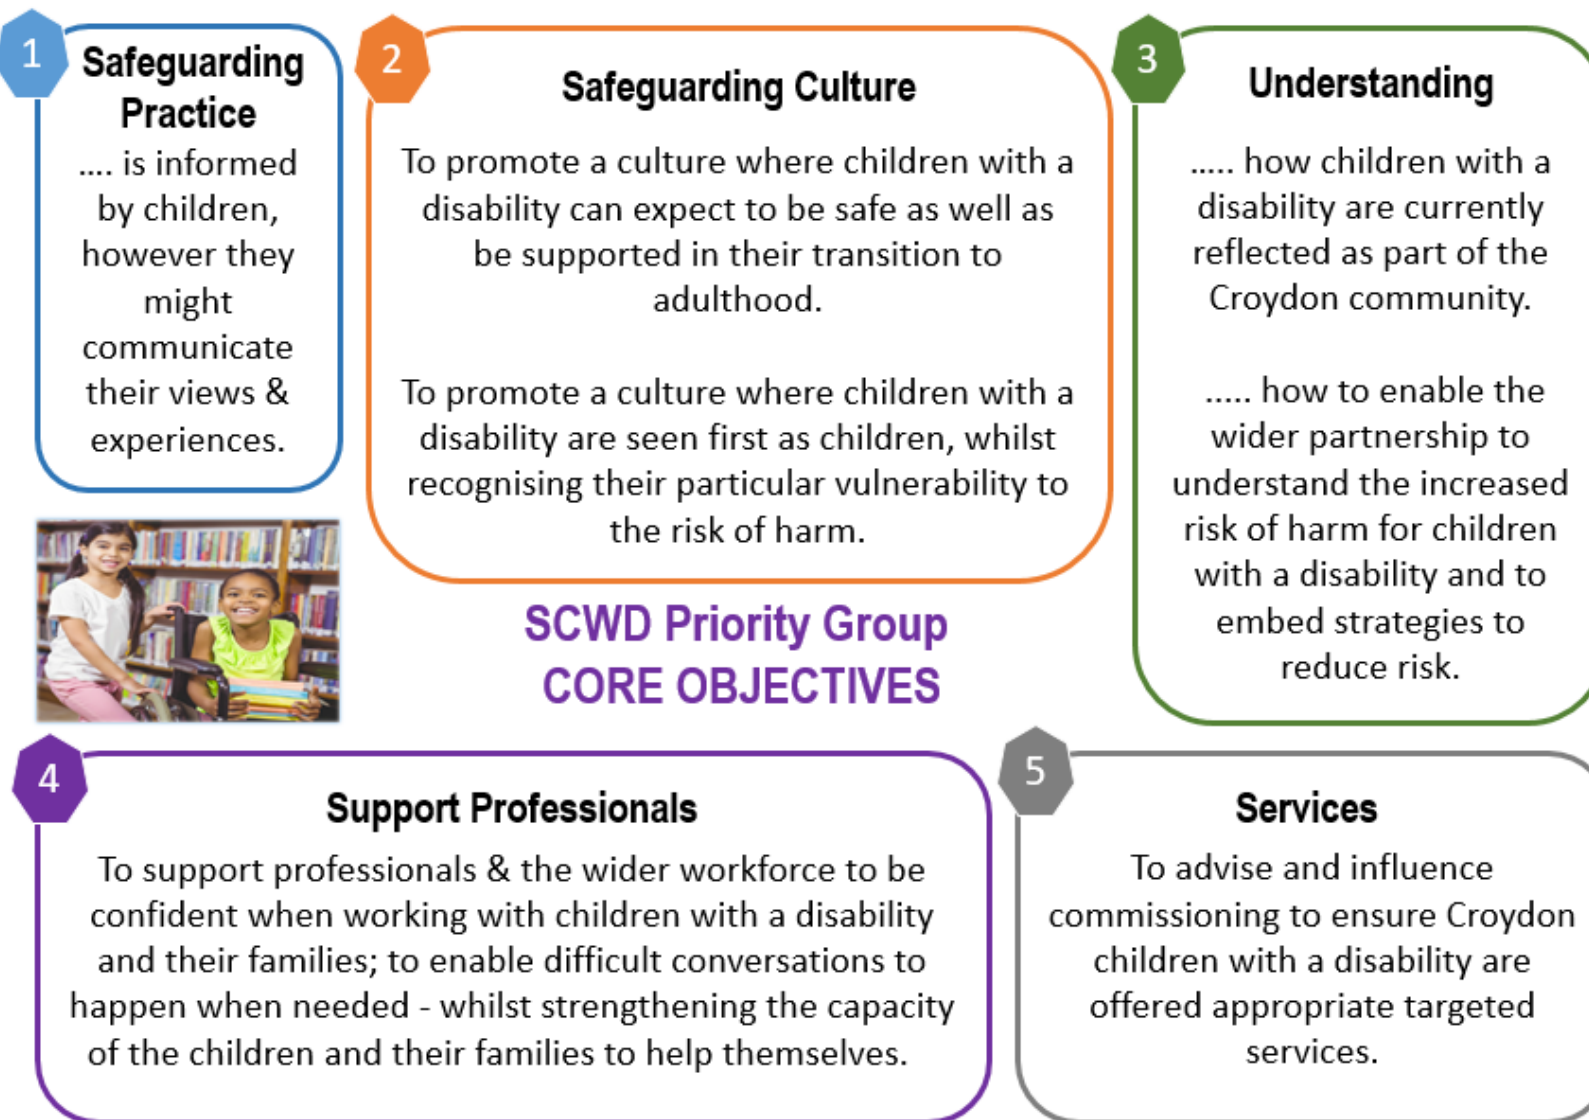 1
Safeguarding
Practice
.... is informed
by children,
however they
might
communicate
their views &
experiences.
2
Safeguarding Culture
To promote a culture where children with a
disability can expect to be safe as well as
be supported in their transition to
adulthood.
To promote a culture where children with a
disability are seen first as children, whilst
recognising their particular vulnerability to
the risk of harm.
3
Understanding
..... how children with a
disability are currently
reflected as part of the
Croydon community.
..... how to enable the
wider partnership to
understand the increased
risk of harm for children
with a disability and to
embed strategies to
reduce risk.
SCWD Priority Group
CORE OBJECTIVES
4
Support Professionals
To support professionals & the wider workforce to be
confident when working with children with a disability
and their families; to enable difficult conversations to
happen when needed - whilst strengthening the capacity
of the children and their families to help themselves.
5
Services
To advise and influence
commissioning to ensure Croydon
children with a disability are
offered appropriate targeted
services.